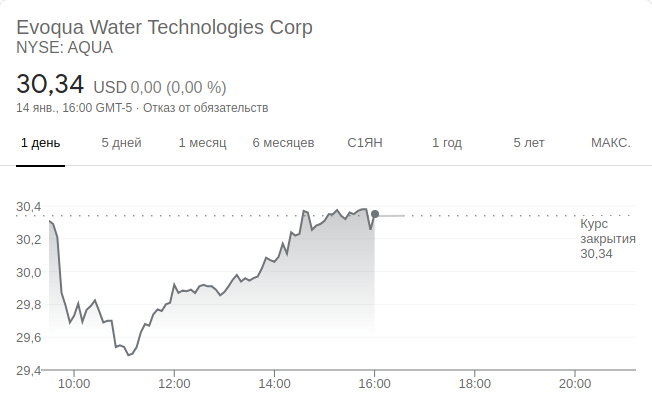 Evoqua Water Technologies Corp
NYSE: AQUA
30,34 USD 0,00 (0,00 %)
14 янв., 16:00 GMT-5 · Отказ от обязательств
1 день 5 дней 1 месяц 6 месяцев С1ЯН 1 год 5 лет МАКС.
30,4
Курс
30,2
закрытия
30,34
30,0
29,8
29,6
29,4
10:00 12:00 14:00 16:00 18:00 20:00